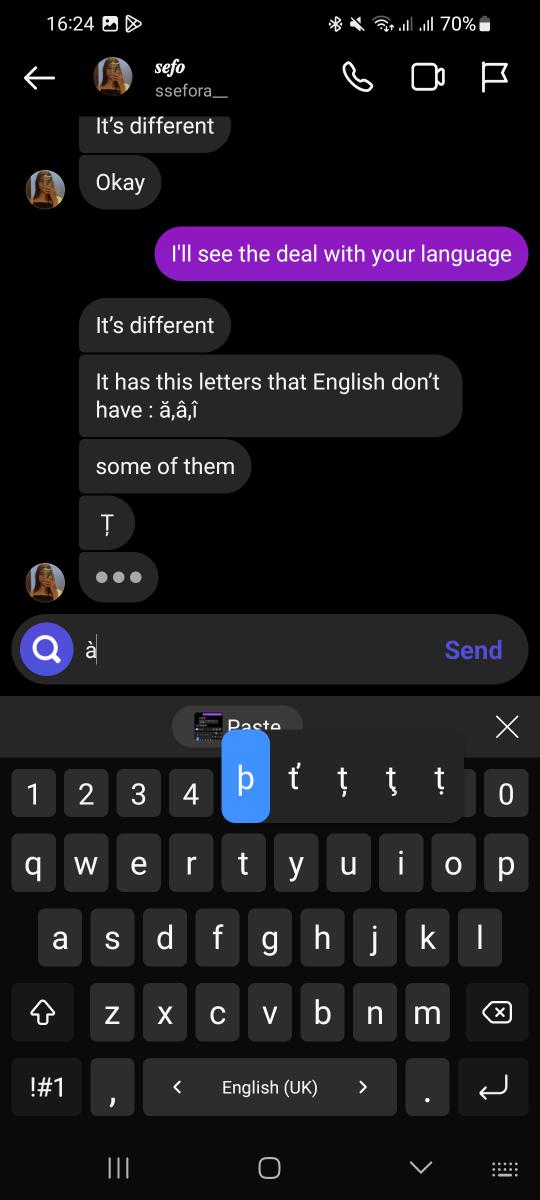 16:24
70%
sefo
ssefora__
It's different
Okay
I'll see the deal with your language
It's different
It has this letters that English don't
have : ă,â,î
some of them
Ț
à
Send
Paste
1 2 3 4 þ ť ț ţ ṭ 0
q w e r t y u i o p
a s d f g h j k l
z x c v b n m
!#1 , < English (UK) > .